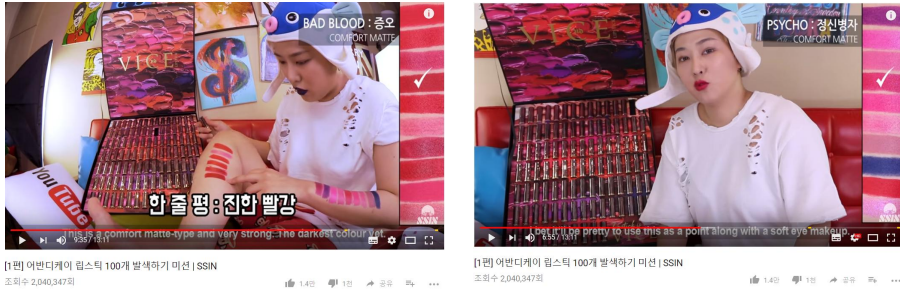 BAD BLOOD : 증오
COMFORT MATTE
VICE
You
Tube
한 줄 평 : 진한 빨강
SSIN
This is a comfort matte-type and very strong. The darkest colour yet.
9:35 / 13:11
[1편] 어반디케이 립스틱 100개 발색하기 미션 | SSIN
조회수 2,040,347회
1.4만
1천
공유
PSYCHO : 정신병자
COMFORT MATTE
VICE
SSIN
I bet it'll be pretty to use this as a point along with a soft eye makeup.
6:55 / 13:11
[1편] 어반디케이 립스틱 100개 발색하기 미션 | SSIN
조회수 2,040,347회
1.4만
1천
공유